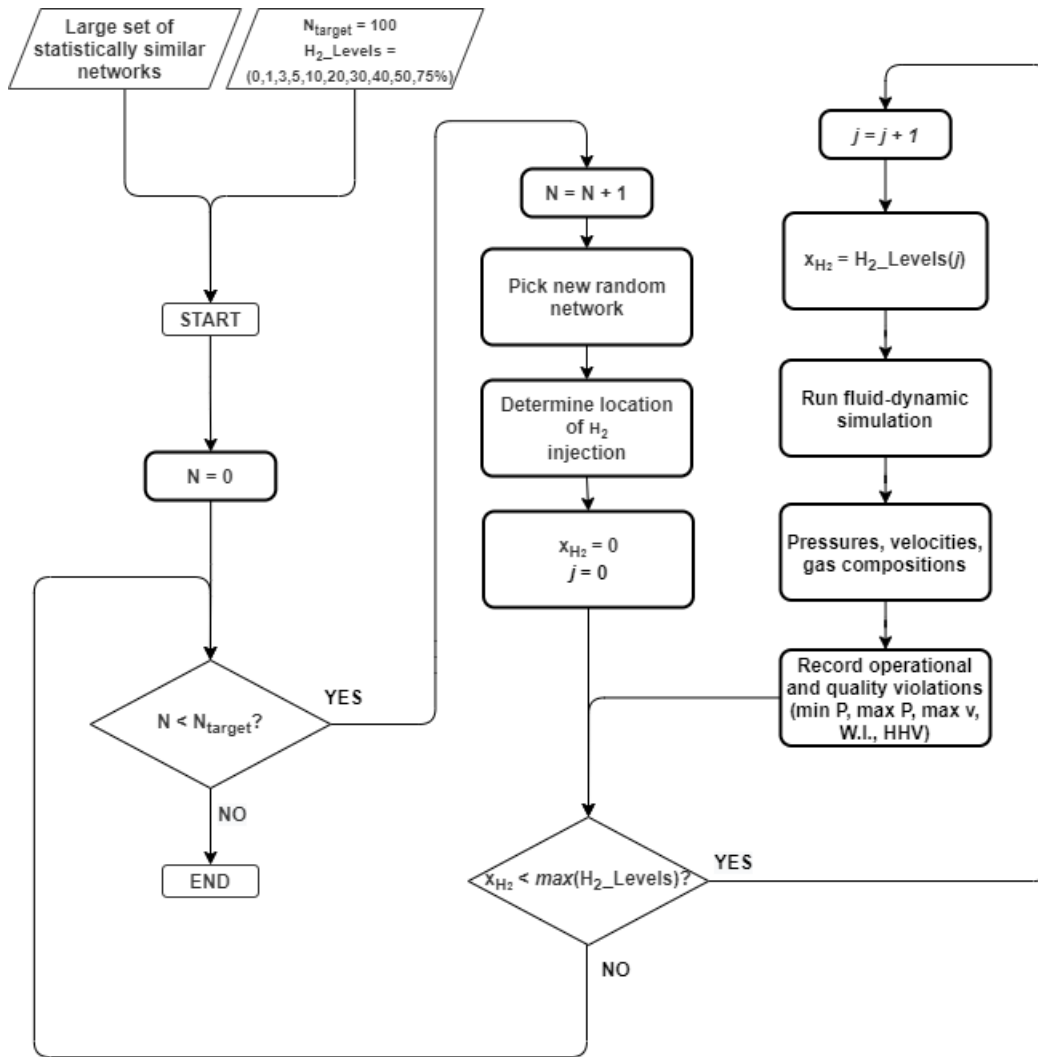 Large set of
statistically similar
networks
N_target = 100
H₂_Levels =
(0,1,3,5,10,20,30,40,50,75%)
START
N = 0
N < N_target?
YES
NO
END
N = N + 1
Pick new random
network
Determine location
of H₂
injection
x_H₂ = 0
j = 0
x_H₂ < max(H₂_Levels)?
YES
NO
j = j + 1
x_H₂ = H₂_Levels(j)
Run fluid-dynamic
simulation
Pressures, velocities,
gas compositions
Record operational
and quality violations
(min P, max P, max v,
W.I., HHV)